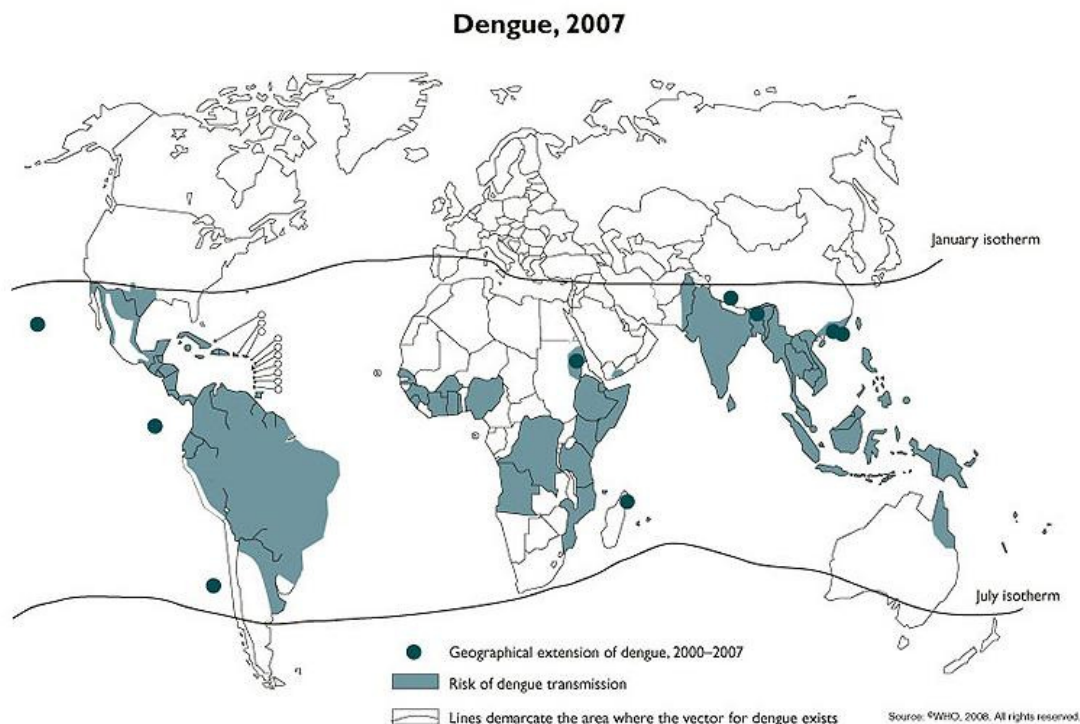 Dengue, 2007
January isotherm
July isotherm
Geographical extension of dengue, 2000–2007
Risk of dengue transmission
Lines demarcate the area where the vector for dengue exists
Source: ©WHO, 2008. All rights reserved